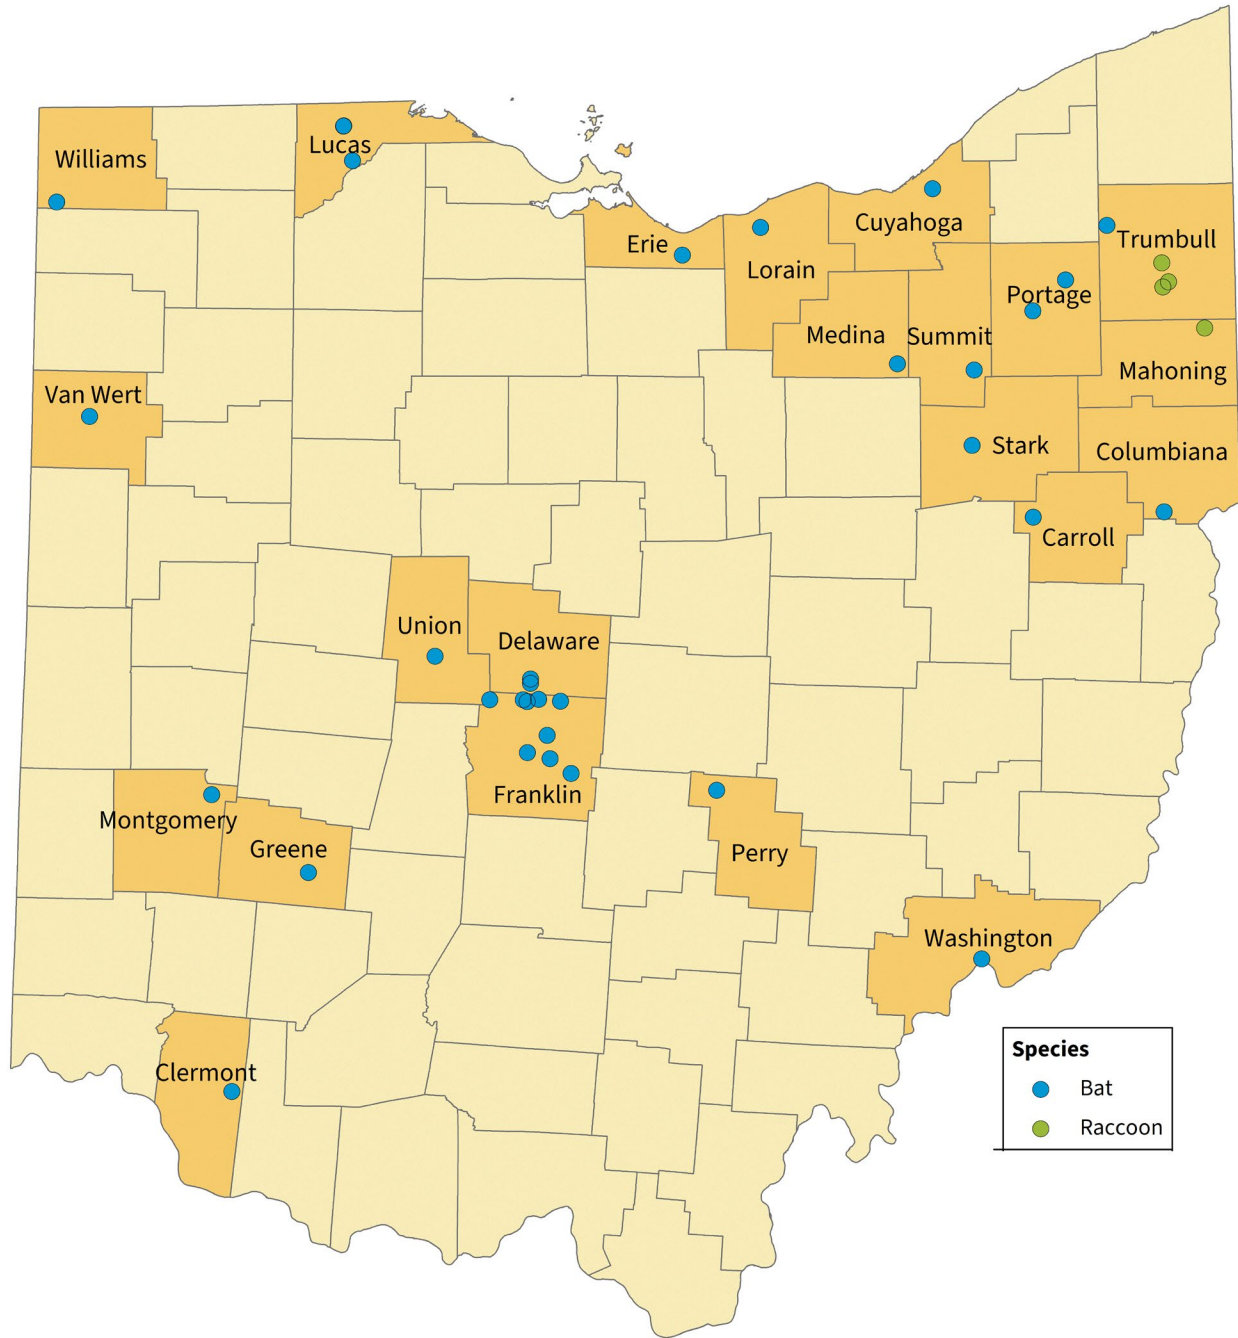 Williams
Lucas
Erie
Lorain
Cuyahoga
Trumbull
Portage
Medina
Summit
Mahoning
Van Wert
Stark
Columbiana
Carroll
Union
Delaware
Franklin
Montgomery
Greene
Perry
Washington
Clermont
Species
Bat
Raccoon